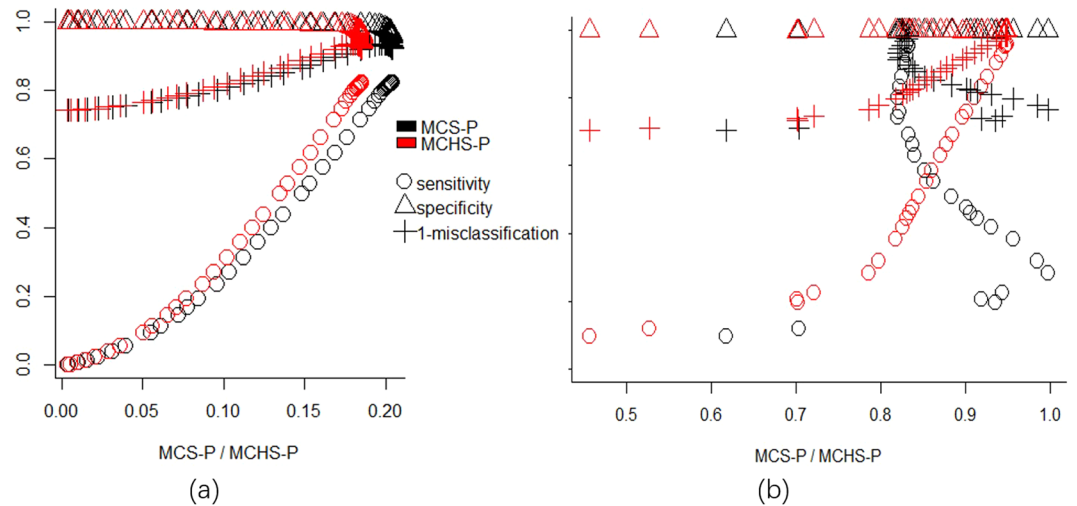 1.0
0.8
0.6
0.4
0.2
0.0
0.00 0.05 0.10 0.15 0.20
MCS-P / MCHS-P
(a)
MCS-P
MCHS-P
sensitivity
specificity
1-misclassification
0.5 0.6 0.7 0.8 0.9 1.0
MCS-P / MCHS-P
(b)